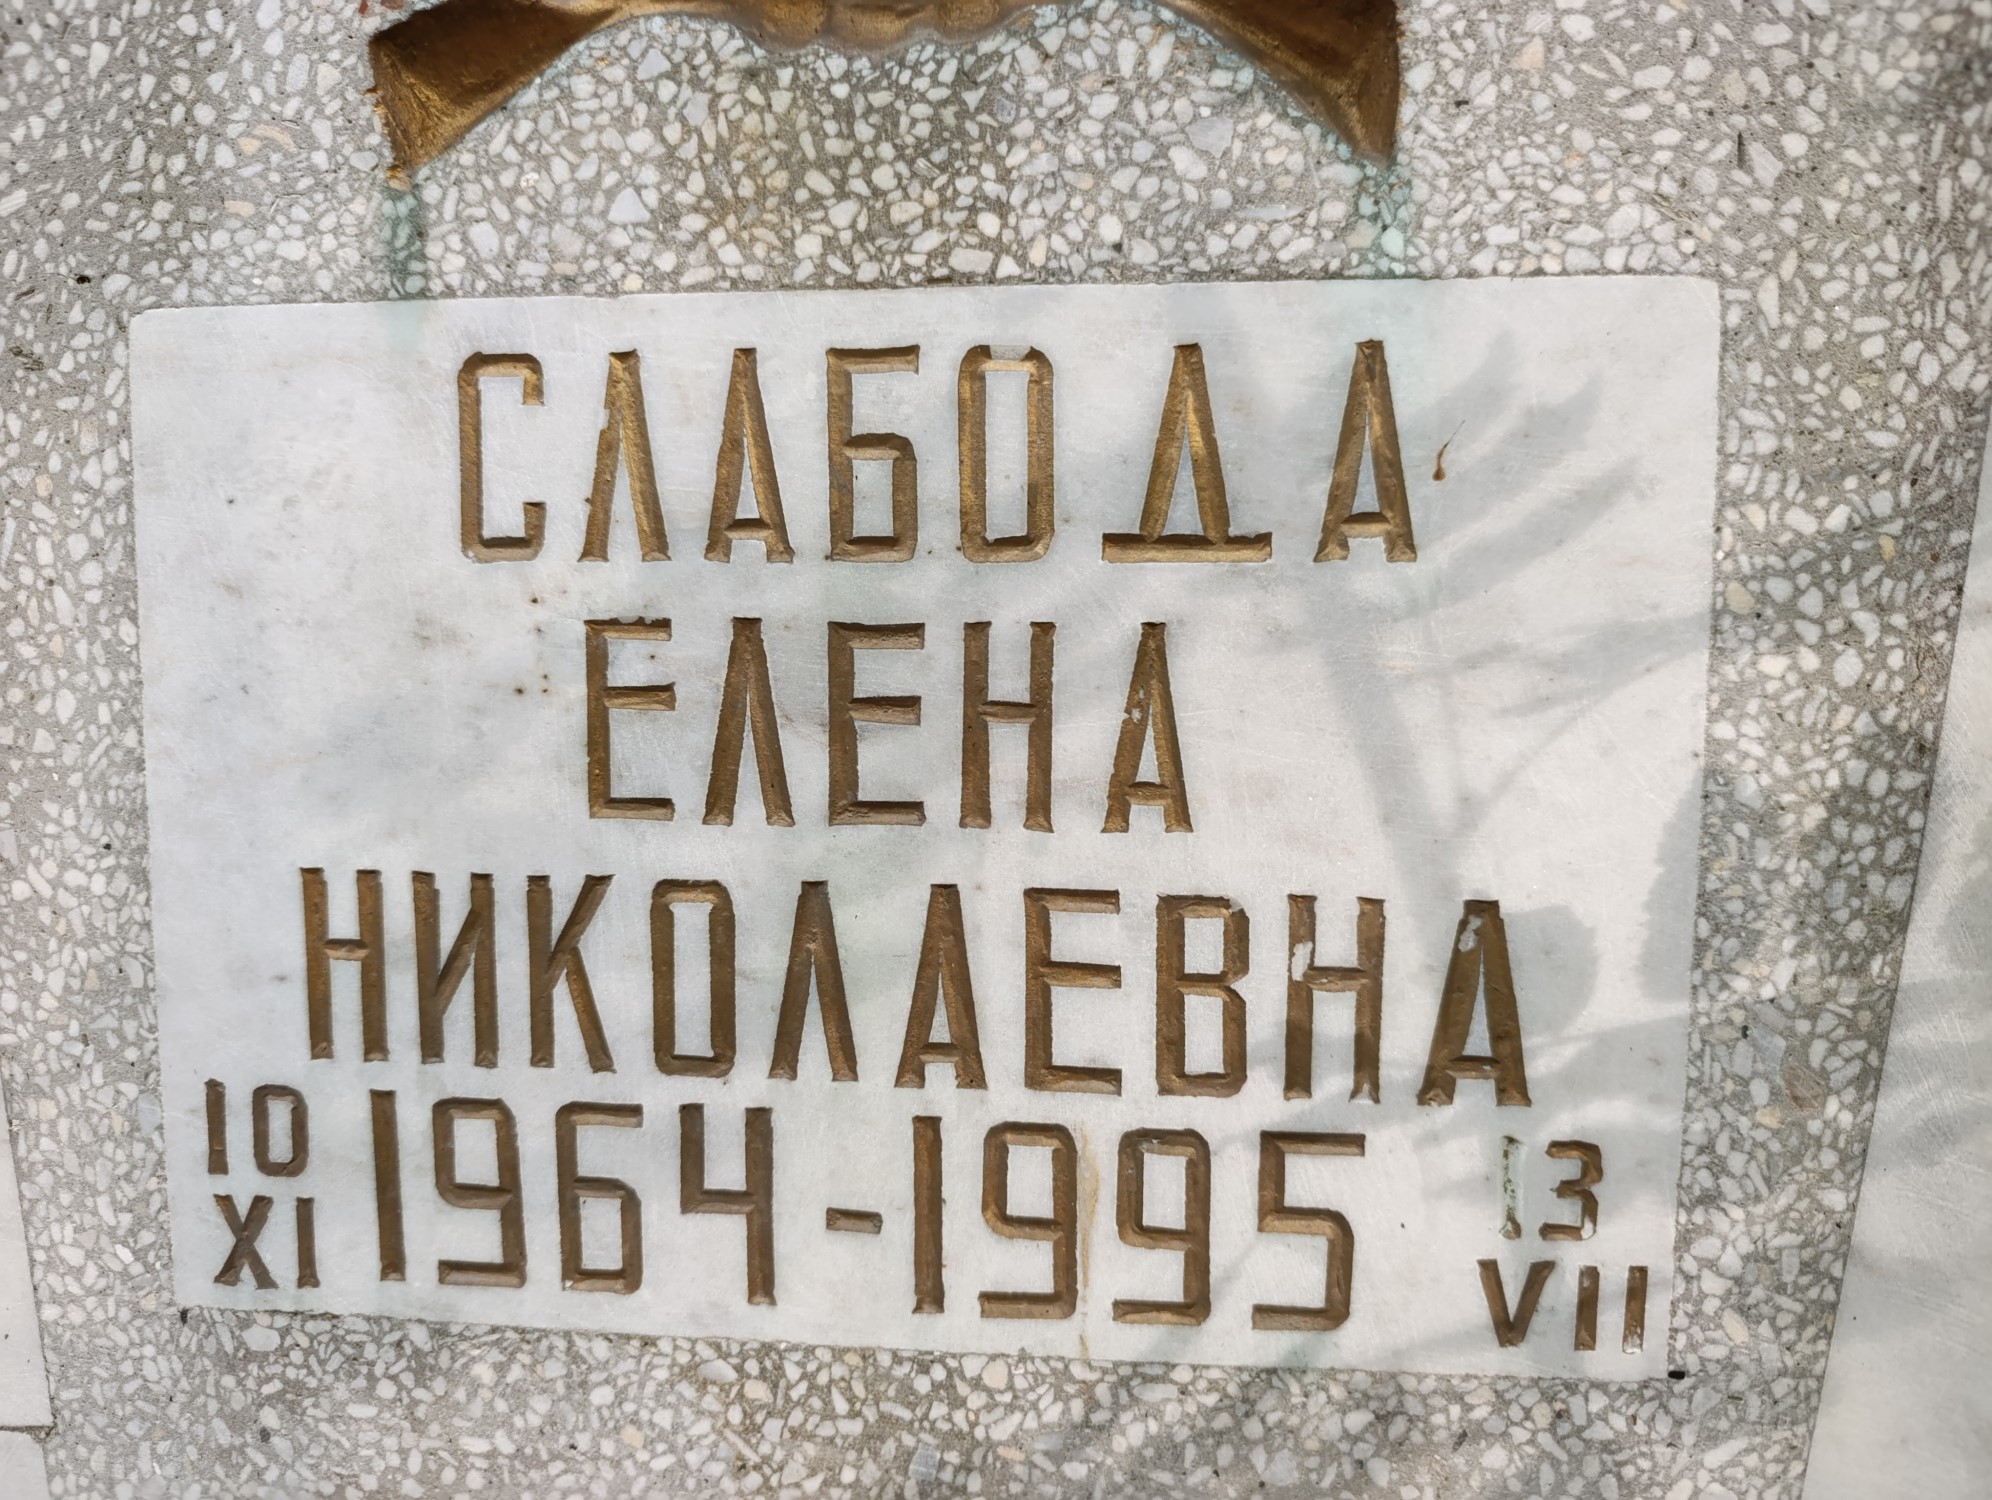 СЛАБОДА
ЕЛЕНА
НИКОЛАЕВНА
10 XI 1964-1995 13 VII